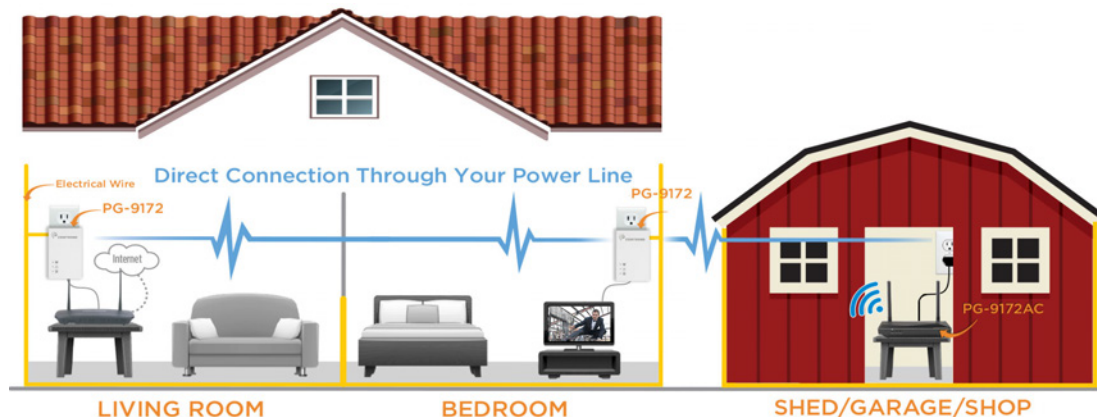 Direct Connection Through Your Power Line
Electrical Wire
PG-9172
PG-9172
Internet
PG-9172AC
LIVING ROOM
BEDROOM
SHED/GARAGE/SHOP